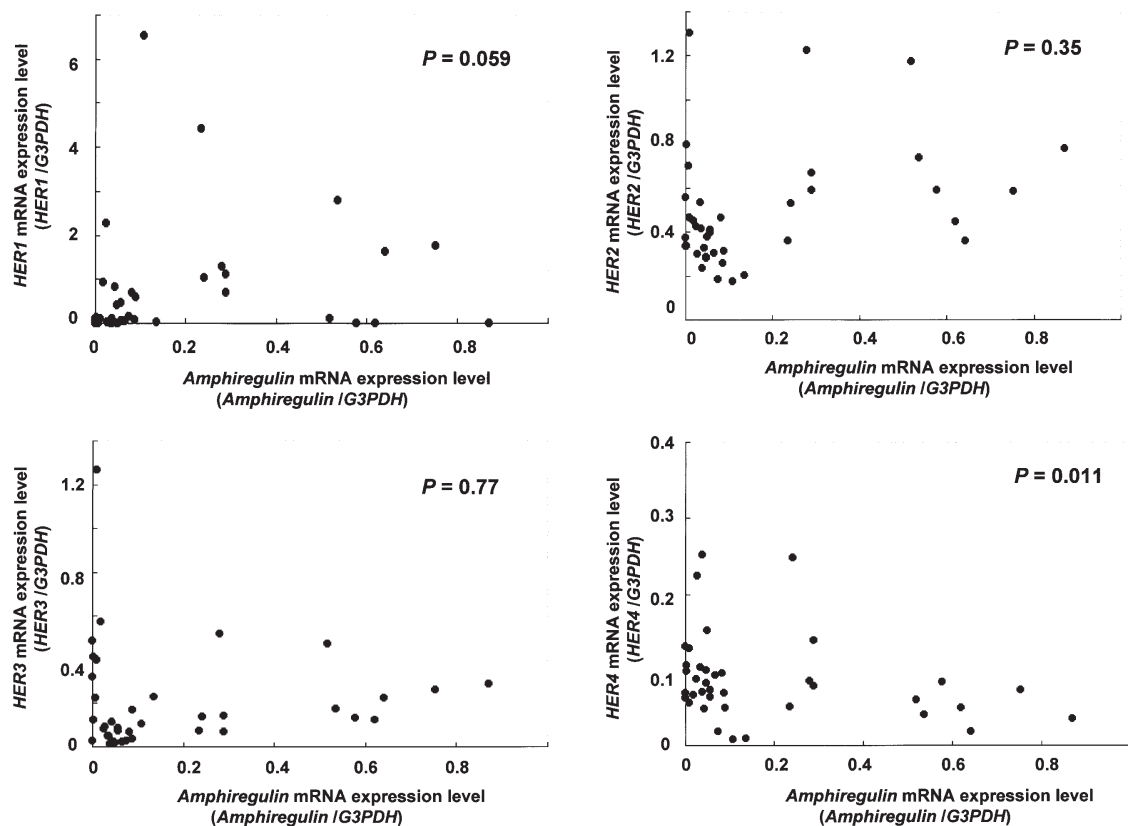 HER1 mRNA expression level
(HER1 /G3PDH)
6
4
2
0
P = 0.059
0 0.2 0.4 0.6 0.8
Amphiregulin mRNA expression level
(Amphiregulin /G3PDH)
HER2 mRNA expression level
(HER2 /G3PDH)
1.2
0.8
0.4
0
P = 0.35
0 0.2 0.4 0.6 0.8
Amphiregulin mRNA expression level
(Amphiregulin /G3PDH)
HER3 mRNA expression level
(HER3 /G3PDH)
1.2
0.8
0.4
0
P = 0.77
0 0.2 0.4 0.6 0.8
Amphiregulin mRNA expression level
(Amphiregulin /G3PDH)
HER4 mRNA expression level
(HER4 /G3PDH)
0.4
0.3
0.2
0.1
0
P = 0.011
0 0.2 0.4 0.6 0.8
Amphiregulin mRNA expression level
(Amphiregulin /G3PDH)